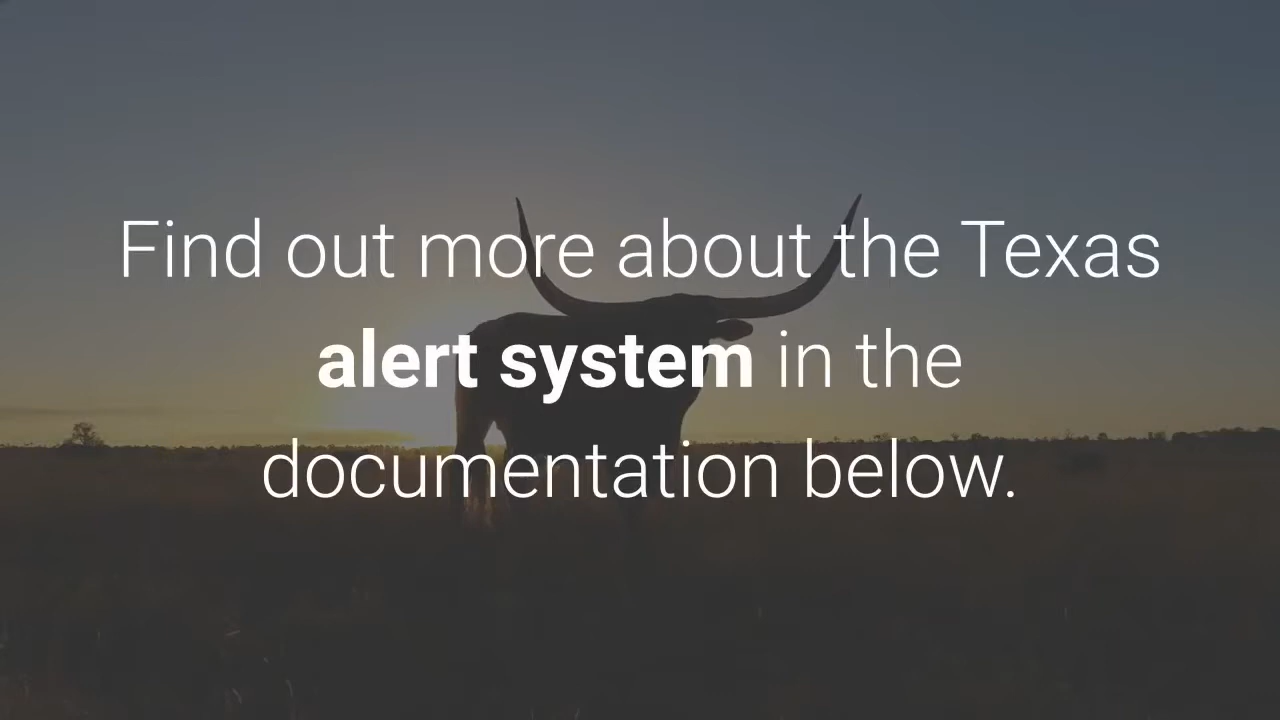 Find out more about the Texas
alert system in the
documentation below.